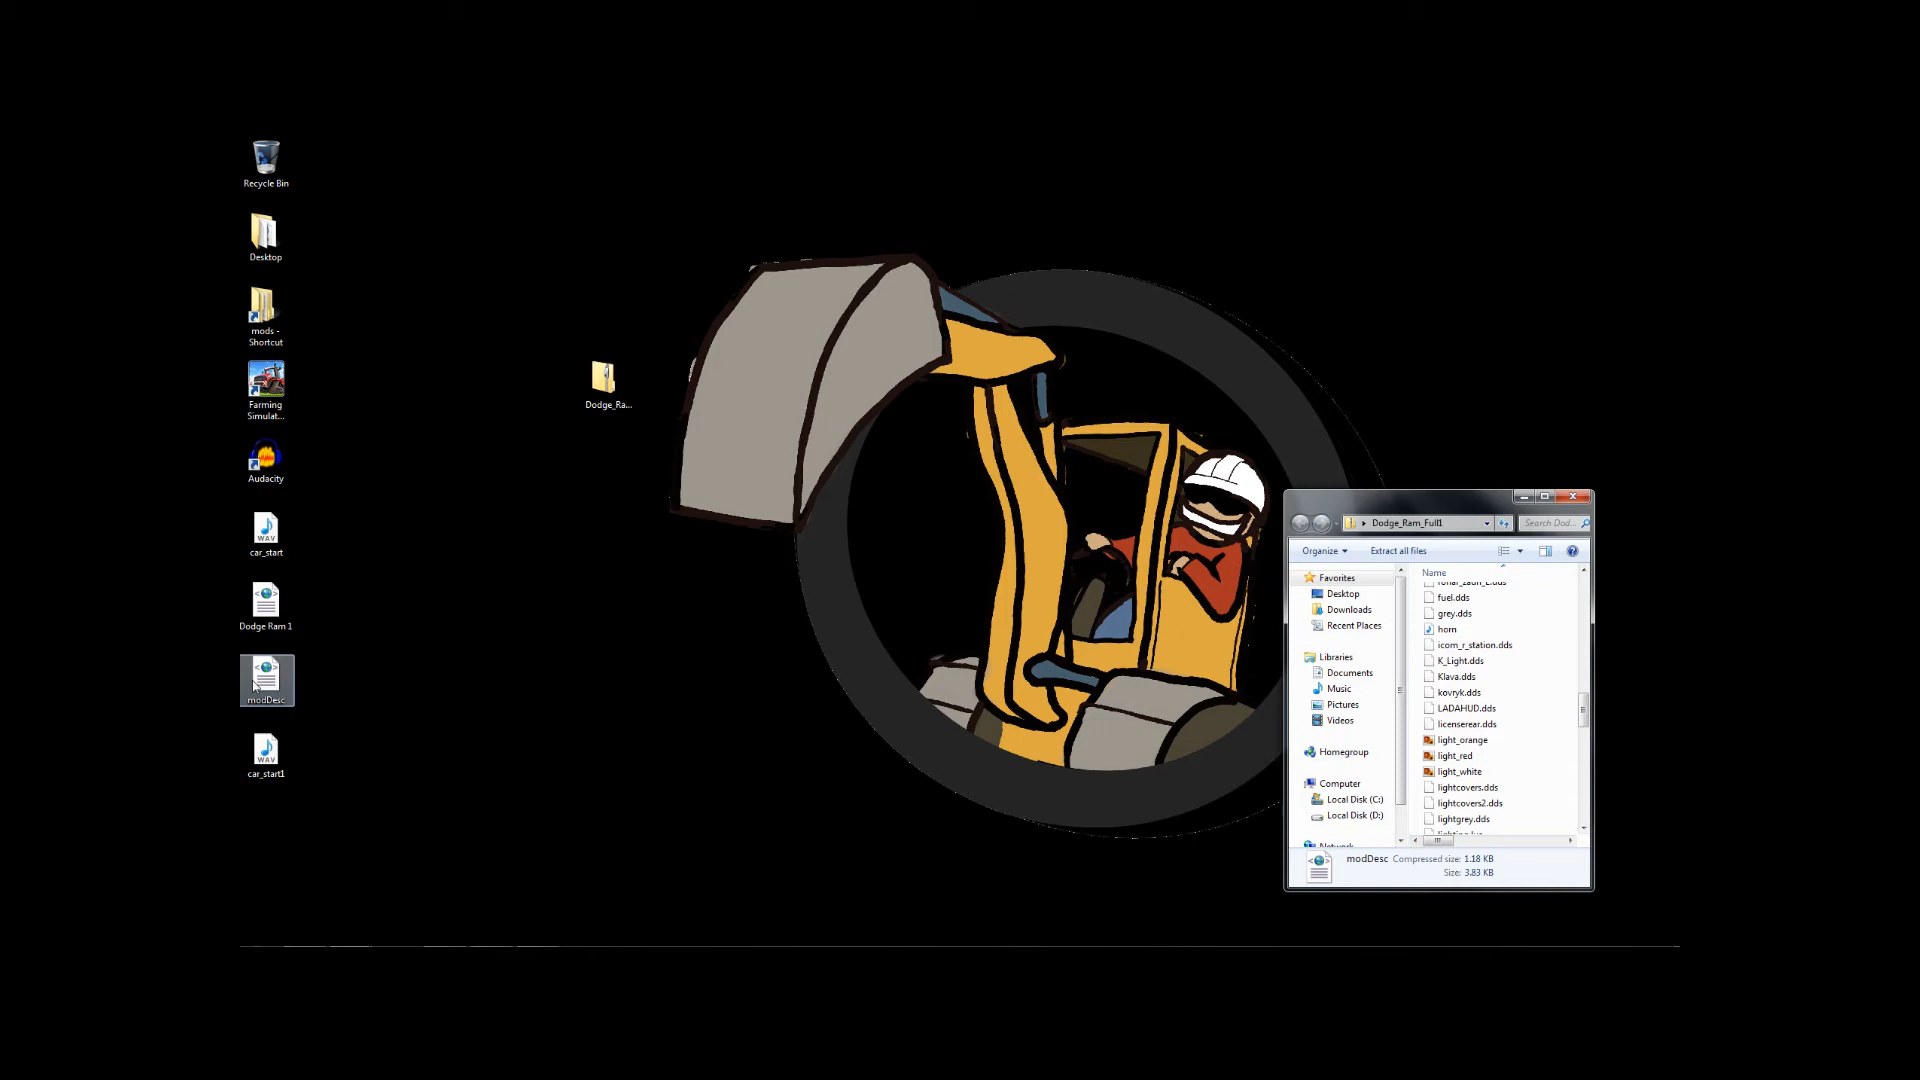 Recycle Bin
Desktop
mods -
Shortcut
Farming
Simulat...
Audacity
car_start
Dodge Ram 1
modDesc
car_start1
Dodge_Ra...
Dodge_Ram_Full1
Search Dod...
Organize
Extract all files
Name
Favorites
Desktop
Downloads
Recent Places
Libraries
Documents
Music
Pictures
Videos
Homegroup
Computer
Local Disk (C:)
Local Disk (D:)
fuel.dds
grey.dds
horn
icom_r_station.dds
K_Light.dds
Klava.dds
kovryk.dds
LADAHUD.dds
licenserear.dds
light_orange
light_red
light_white
lightcovers.dds
lightcovers2.dds
lightgrey.dds
modDesc Compressed size: 1.18 KB
Size: 3.83 KB